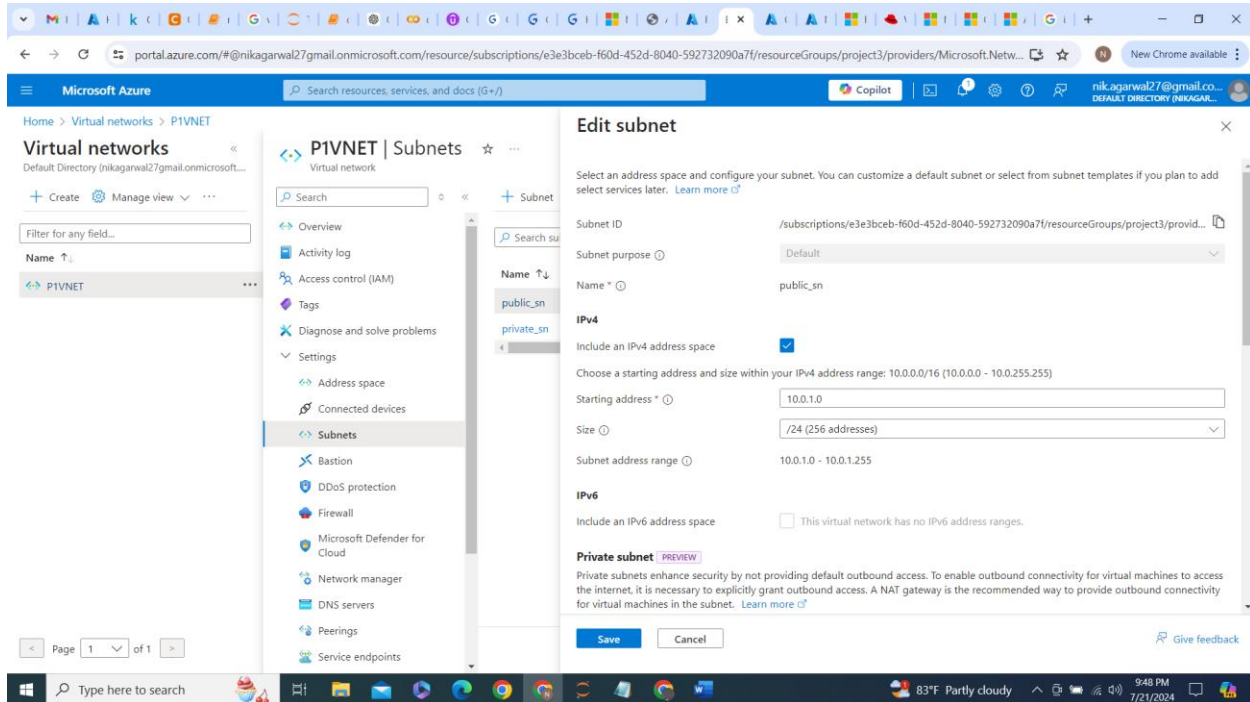 New Chrome available
portal.azure.com/#@nikagarwal27gmail.onmicrosoft.com/resource/subscriptions/e3e3bceb-f60d-452d-8040-592732090a7f/resourceGroups/project3/providers/Microsoft.Netw...
Microsoft Azure
Search resources, services, and docs (G+/)
Copilot
nik.agarwal27@gmail.co...
DEFAULT DIRECTORY (NIKAGAR...
Home > Virtual networks > P1VNET
Virtual networks
Default Directory (nikagarwal27gmail.onmicrosoft....
+ Create
Manage view
Filter for any field...
Name ↑↓
P1VNET
...
P1VNET | Subnets
Virtual network
Search
Overview
Activity log
Access control (IAM)
Tags
Diagnose and solve problems
Settings
Address space
Connected devices
Subnets
Bastion
DDoS protection
Firewall
Microsoft Defender for
Cloud
Network manager
DNS servers
Peerings
Service endpoints
+ Subnet
Search su
Name ↑↓
public_sn
private_sn
Edit subnet
Select an address space and configure your subnet. You can customize a default subnet or select from subnet templates if you plan to add
select services later. Learn more
Subnet ID
/subscriptions/e3e3bceb-f60d-452d-8040-592732090a7f/resourceGroups/project3/provid...
Subnet purpose
Default
Name *
public_sn
IPv4
Include an IPv4 address space
Choose a starting address and size within your IPv4 address range: 10.0.0.0/16 (10.0.0.0 - 10.0.255.255)
Starting address *
10.0.1.0
Size
/24 (256 addresses)
Subnet address range
10.0.1.0 - 10.0.1.255
IPv6
Include an IPv6 address space
This virtual network has no IPv6 address ranges.
Private subnet PREVIEW
Private subnets enhance security by not providing default outbound access. To enable outbound connectivity for virtual machines to access
the internet, it is necessary to explicitly grant outbound access. A NAT gateway is the recommended way to provide outbound connectivity
for virtual machines in the subnet. Learn more
Save
Cancel
Give feedback
< Page 1 of 1 >
Type here to search
83°F Partly cloudy
9:48 PM
7/21/2024